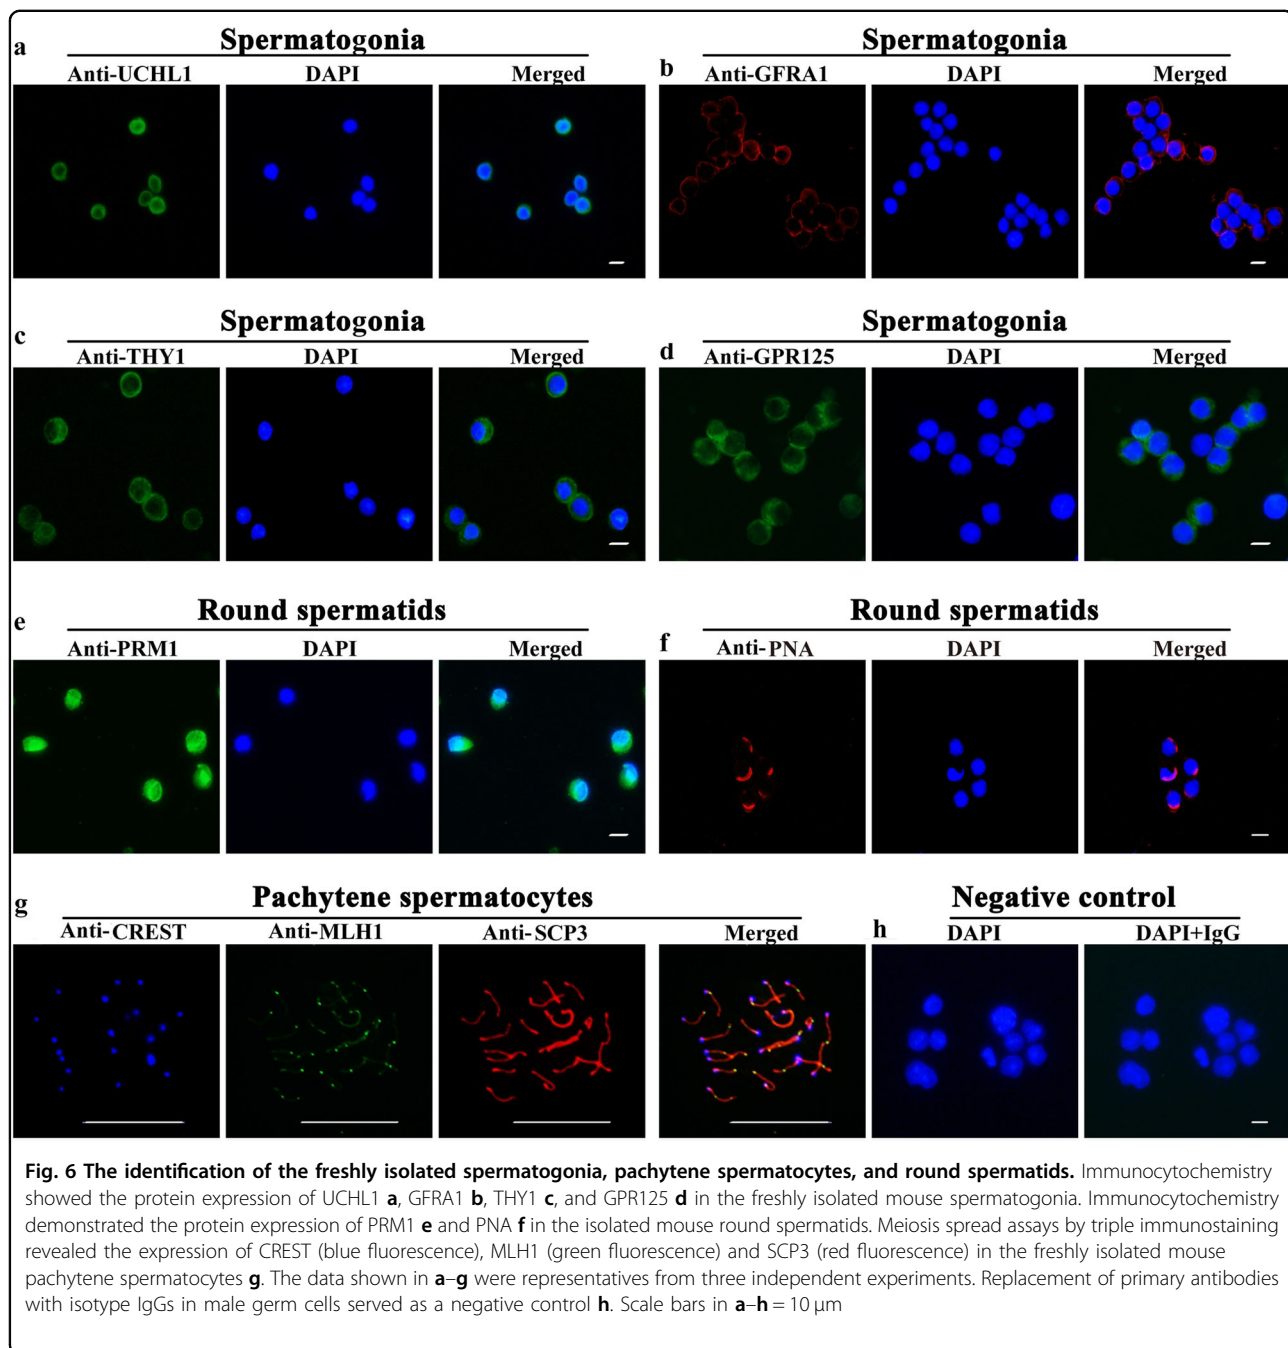 a Spermatogonia
Anti-UCHL1 DAPI Merged
b Spermatogonia
Anti-GFRA1 DAPI Merged
c Spermatogonia
Anti-THY1 DAPI Merged
d Spermatogonia
Anti-GPR125 DAPI Merged
e Round spermatids
Anti-PRM1 DAPI Merged
f Round spermatids
Anti-PNA DAPI Merged
g Pachytene spermatocytes
Anti-CREST Anti-MLH1 Anti-SCP3 Merged
h Negative control
DAPI DAPI+IgG
Fig. 6 The identification of the freshly isolated spermatogonia, pachytene spermatocytes, and round spermatids. Immunocytochemistry
showed the protein expression of UCHL1 a, GFRA1 b, THY1 c, and GPR125 d in the freshly isolated mouse spermatogonia. Immunocytochemistry
demonstrated the protein expression of PRM1 e and PNA f in the isolated mouse round spermatids. Meiosis spread assays by triple immunostaining
revealed the expression of CREST (blue fluorescence), MLH1 (green fluorescence) and SCP3 (red fluorescence) in the freshly isolated mouse
pachytene spermatocytes g. The data shown in a–g were representatives from three independent experiments. Replacement of primary antibodies
with isotype IgGs in male germ cells served as a negative control h. Scale bars in a–h = 10 μm